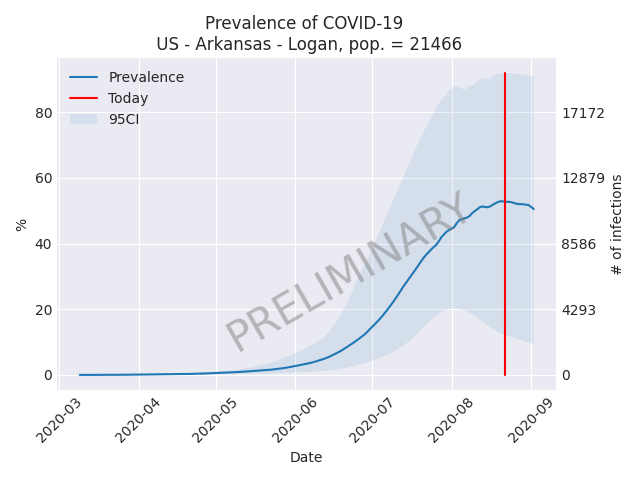 Prevalence of COVID-19
US - Arkansas - Logan, pop. = 21466
Prevalence
Today
95CI
PRELIMINARY
%
80
60
40
20
0
17172
12879
8586
4293
0
# of infections
2020-03
2020-04
2020-05
2020-06
2020-07
2020-08
2020-09
Date